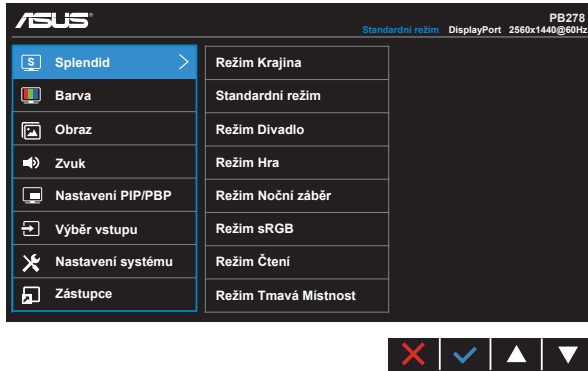 ASUS
PB278
Standardní režim DisplayPort 2560x1440@60Hz
S Splendid
Barva
Obraz
Zvuk
Nastavení PIP/PBP
Výběr vstupu
Nastavení systému
Zástupce
Režim Krajina
Standardní režim
Režim Divadlo
Režim Hra
Režim Noční záběr
Režim sRGB
Režim Čtení
Režim Tmavá Místnost